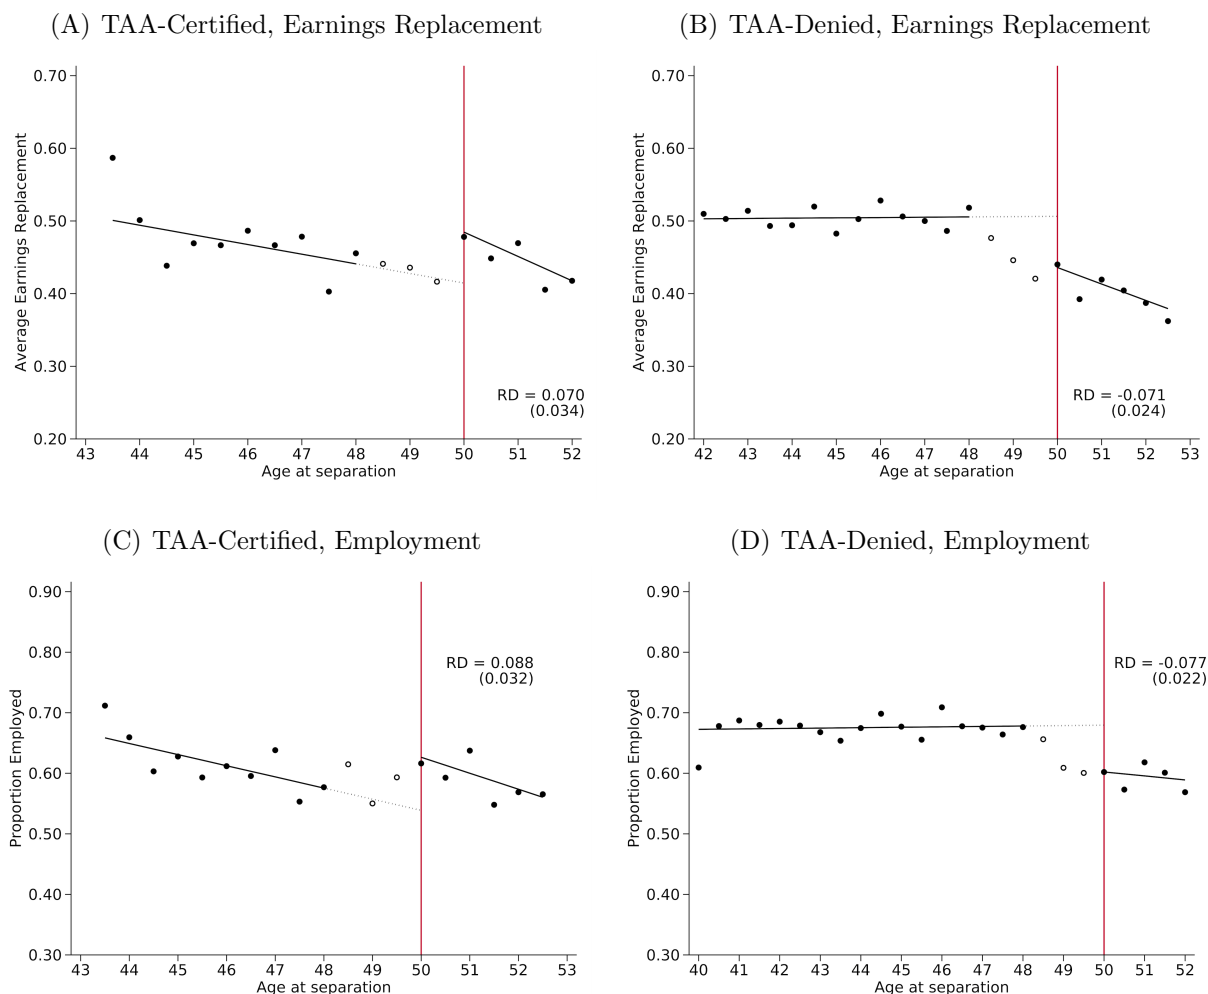 (A) TAA-Certified, Earnings Replacement
0.70
0.60
0.50
0.40
0.30
0.20
Average Earnings Replacement
43 44 45 46 47 48 49 50 51 52
Age at separation
RD = 0.070
(0.034)
(B) TAA-Denied, Earnings Replacement
0.70
0.60
0.50
0.40
0.30
0.20
Average Earnings Replacement
42 43 44 45 46 47 48 49 50 51 52 53
Age at separation
RD = -0.071
(0.024)
(C) TAA-Certified, Employment
0.90
0.80
0.70
0.60
0.50
0.40
0.30
Proportion Employed
43 44 45 46 47 48 49 50 51 52 53
Age at separation
RD = 0.088
(0.032)
(D) TAA-Denied, Employment
0.90
0.80
0.70
0.60
0.50
0.40
0.30
Proportion Employed
40 41 42 43 44 45 46 47 48 49 50 51 52
Age at separation
RD = -0.077
(0.022)